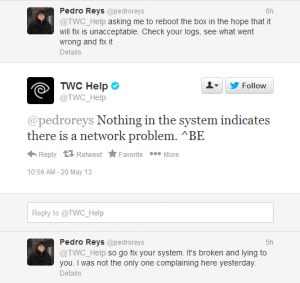 Pedro Reys @pedroreys 6h
@TWC_Help asking me to reboot the box in the hope that it
will fix is unacceptable. Check your logs, see what went
wrong and fix it
Details
TWC Help
@TWC_Help
Follow
@pedroreys Nothing in the system indicates
there is a network problem. ^BE
Reply Retweet Favorite More
10:56 AM - 20 May 13
Reply to @TWC_Help
Pedro Reys @pedroreys 5h
@TWC_Help so go fix your system. It's broken and lying to
you. I was not the only one complaining here yesterday.
Details